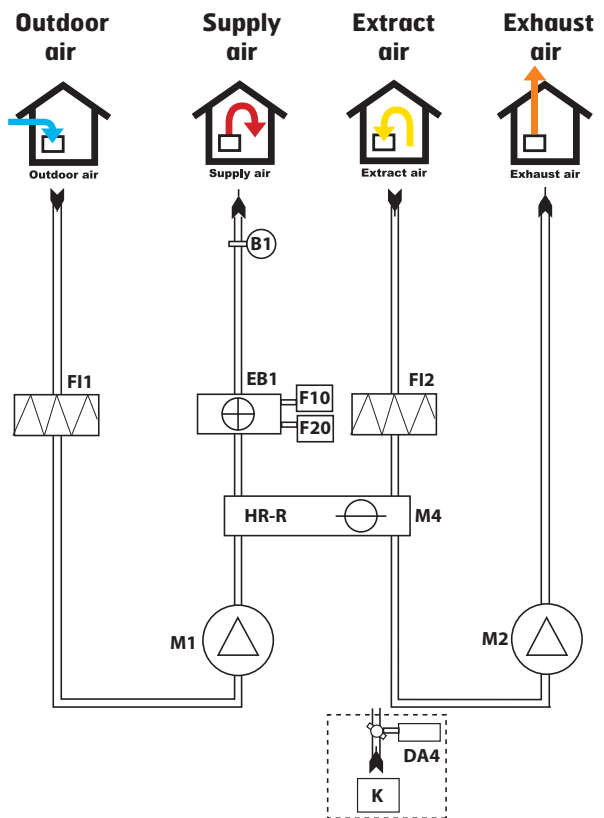 Outdoor air
Supply air
Extract air
Exhaust air
Outdoor air
Supply air
Extract air
Exhaust air
B1
FI1
EB1
F10
F20
FI2
HR-R
M4
M1
M2
DA4
K